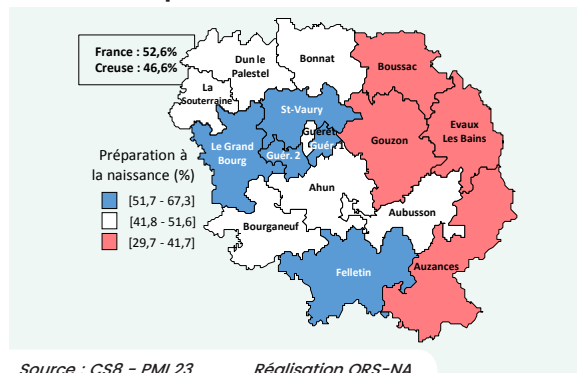 France : 52,6%
Creuse : 46,6%
Dun le
Palestel
Bonnat
Boussac
La
Souterraine
St-Vaury
Evaux
Les Bains
Guéret
Guér. 1
Gouzon
Le Grand
Bourg
Guér. 2
Préparation à
la naissance (%)
[51,7 - 67,3]
[41,8 - 51,6]
[29,7 - 41,7]
Ahun
Aubusson
Bourganeuf
Felletin
Auzances
Source : CS8 - PMI 23 Réalisation ORS-NA